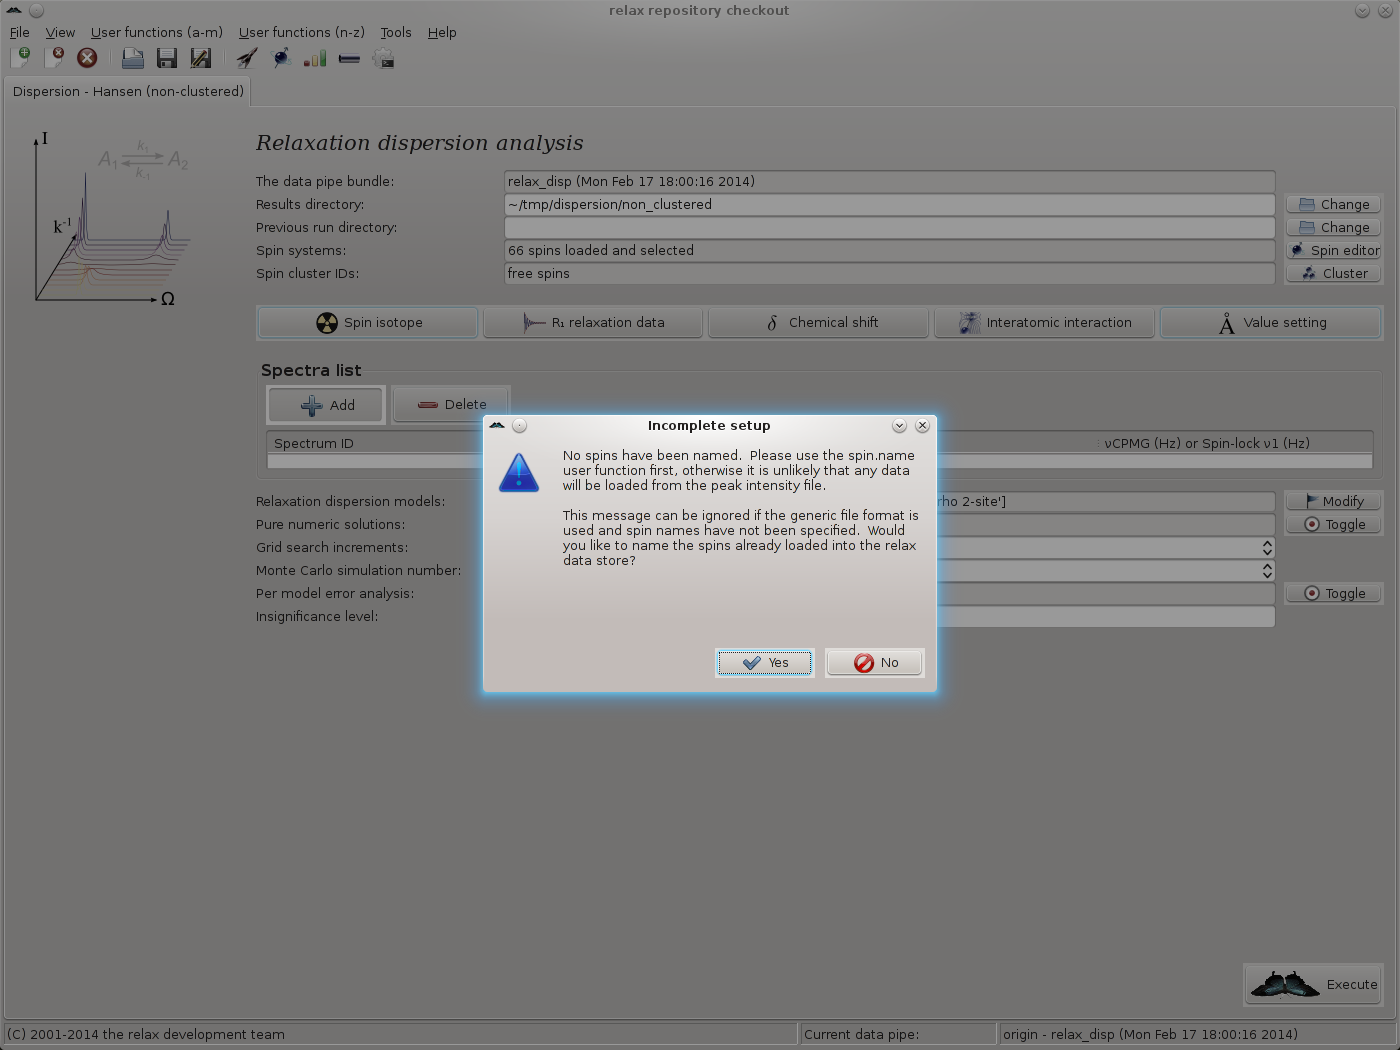 relax repository checkout
File View User functions (a-m) User functions (n-z) Tools Help
Dispersion - Hansen (non-clustered)
I
A1 k1 A2
k-1
k-1
Ω
Relaxation dispersion analysis
The data pipe bundle: relax_disp (Mon Feb 17 18:00:16 2014)
Results directory: ~/tmp/dispersion/non_clustered Change
Previous run directory: Change
Spin systems: 66 spins loaded and selected Spin editor
Spin cluster IDs: free spins Cluster
Spin isotope R₁ relaxation data δ Chemical shift Interatomic interaction Å Value setting
Spectra list
Add Delete
Spectrum ID νCPMG (Hz) or Spin-lock ν1 (Hz)
Relaxation dispersion models: rho 2-site'] Modify
Pure numeric solutions: Toggle
Grid search increments:
Monte Carlo simulation number:
Per model error analysis: Toggle
Insignificance level:
Incomplete setup
No spins have been named.  Please use the spin.name
user function first, otherwise it is unlikely that any data
will be loaded from the peak intensity file.
This message can be ignored if the generic file format is
used and spin names have not been specified.  Would
you like to name the spins already loaded into the relax
data store?
Yes No
Execute
(C) 2001-2014 the relax development team Current data pipe: origin - relax_disp (Mon Feb 17 18:00:16 2014)